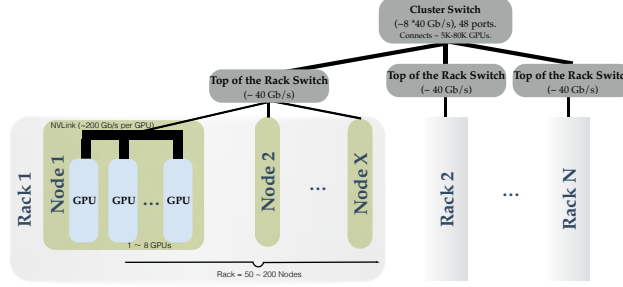 Cluster Switch
(~8 *40 Gb/s), 48 ports.
Connects ~ 5K-80K GPUs.
Top of the Rack Switch
(~ 40 Gb/s)
Top of the Rack Switch
(~ 40 Gb/s)
Top of the Rack Switch
(~ 40 Gb/s)
NVLink (~200 Gb/s per GPU)
Rack 1
Node 1
GPU
GPU
...
GPU
1 ~ 8 GPUs
Node 2
...
Node X
Rack 2
...
Rack N
Rack = 50 ~ 200 Nodes